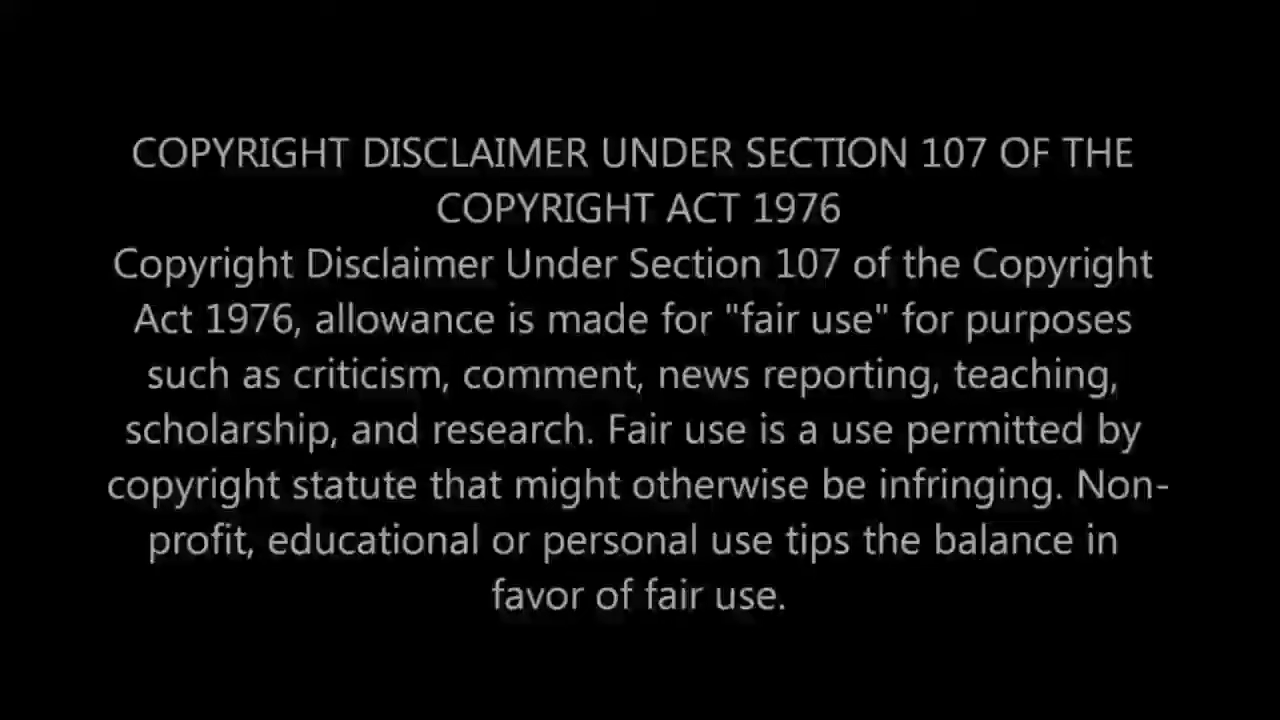 COPYRIGHT DISCLAIMER UNDER SECTION 107 OF THE
COPYRIGHT ACT 1976
Copyright Disclaimer Under Section 107 of the Copyright
Act 1976, allowance is made for "fair use" for purposes
such as criticism, comment, news reporting, teaching,
scholarship, and research. Fair use is a use permitted by
copyright statute that might otherwise be infringing. Non-
profit, educational or personal use tips the balance in
favor of fair use.